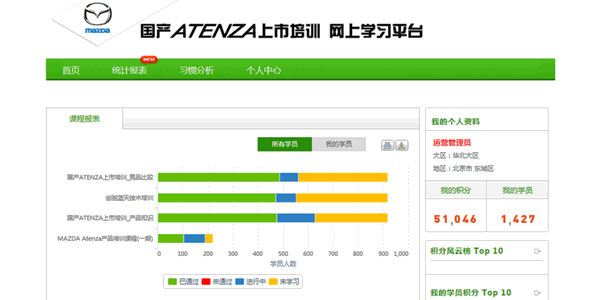 mazda
国产ATENZA上市培训 网上学习平台
首页 统计报表 NEW 习惯分析 个人中心
课程报表
所有学员 我的学员
国产ATENZA上市培训_竞品比较
创驰蓝天技术培训
国产ATENZA上市培训_产品知识
MAZDA Atenza产品培训课程(一期)
0 100 200 300 400 500 600 700 800 900 1,000
学员人数
已通过 未通过 进行中 未学习
我的个人资料
运营管理员
大区：华北大区
地区：北京市 东城区
我的积分 我的学员
51,046 1,427
积分风云榜 Top 10
我的学员积分 Top 10